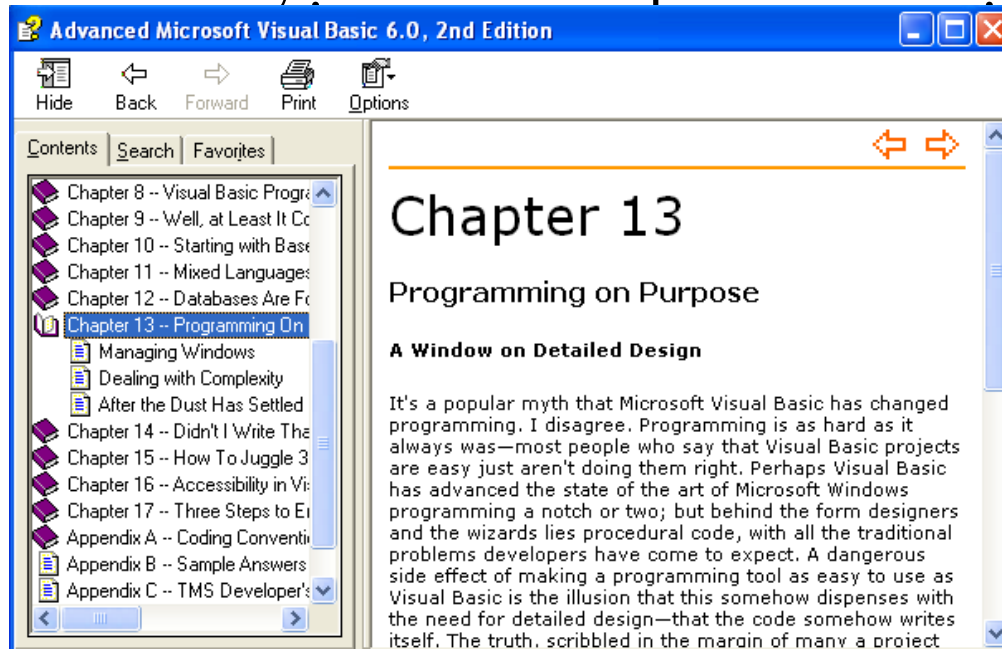 Advanced Microsoft Visual Basic 6.0, 2nd Edition
Hide Back Forward Print Options
Contents Search Favorites
Chapter 8 -- Visual Basic Progra
Chapter 9 -- Well, at Least It Co
Chapter 10 -- Starting with Base
Chapter 11 -- Mixed Languages
Chapter 12 -- Databases Are Fo
Chapter 13 -- Programming On
Managing Windows
Dealing with Complexity
After the Dust Has Settled
Chapter 14 -- Didn't I Write Tha
Chapter 15 -- How To Juggle 3
Chapter 16 -- Accessibility in Vi
Chapter 17 -- Three Steps to E
Appendix A -- Coding Conventi
Appendix B -- Sample Answers
Appendix C -- TMS Developer's
Chapter 13
Programming on Purpose
A Window on Detailed Design
It's a popular myth that Microsoft Visual Basic has changed
programming. I disagree. Programming is as hard as it
always was—most people who say that Visual Basic projects
are easy just aren't doing them right. Perhaps Visual Basic
has advanced the state of the art of Microsoft Windows
programming a notch or two; but behind the form designers
and the wizards lies procedural code, with all the traditional
problems developers have come to expect. A dangerous
side effect of making a programming tool as easy to use as
Visual Basic is the illusion that this somehow dispenses with
the need for detailed design—that the code somehow writes
itself. The truth, scribbled in the margin of many a project